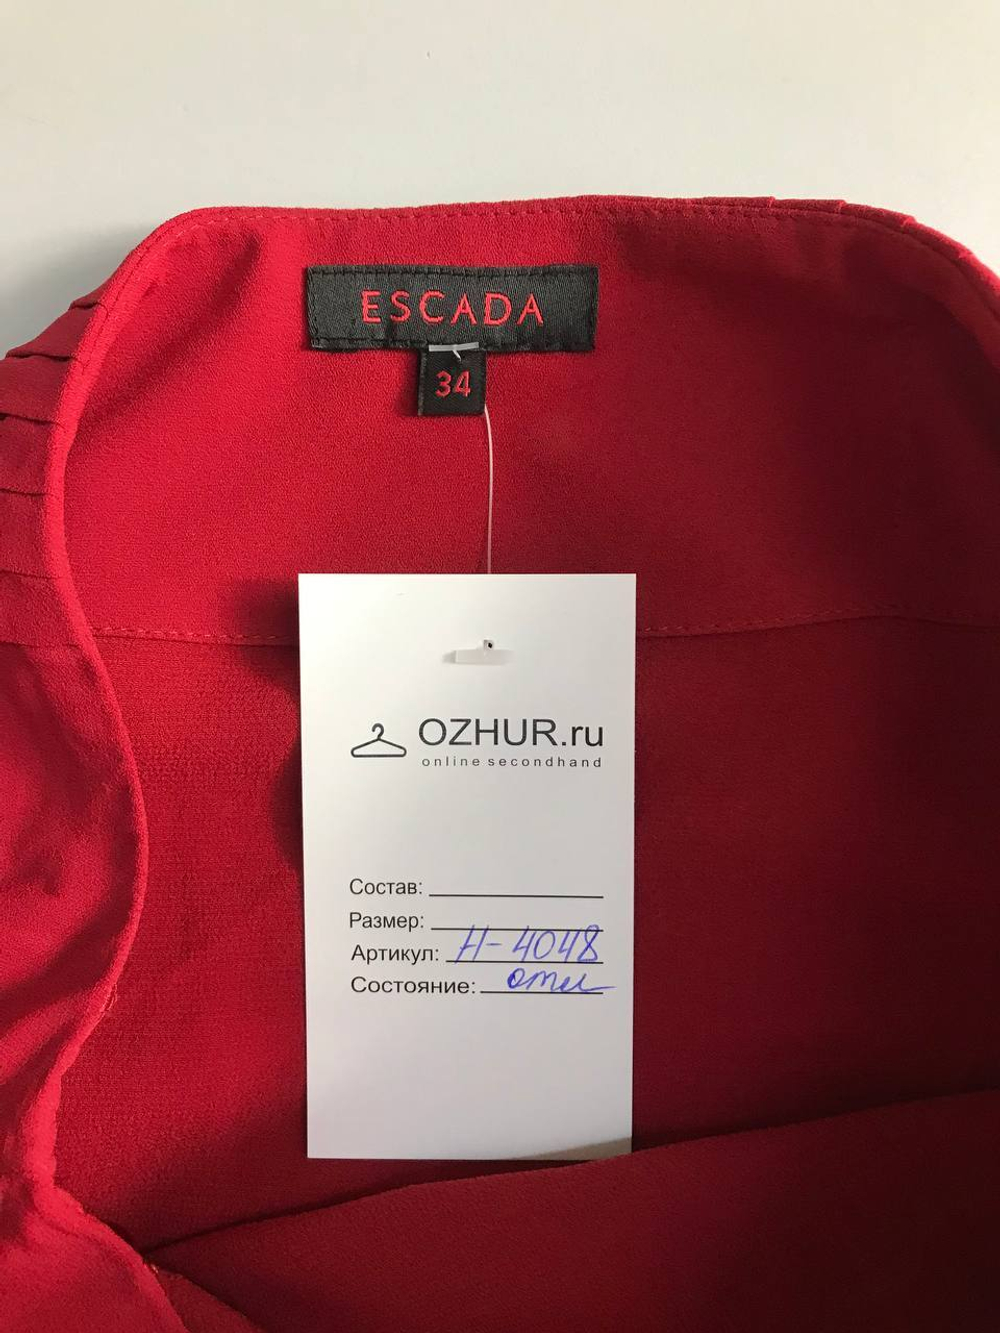 ESCADA
34
OZHUR.ru
online secondhand
Состав:
Размер:
Артикул: Н-4048
Состояние: отл